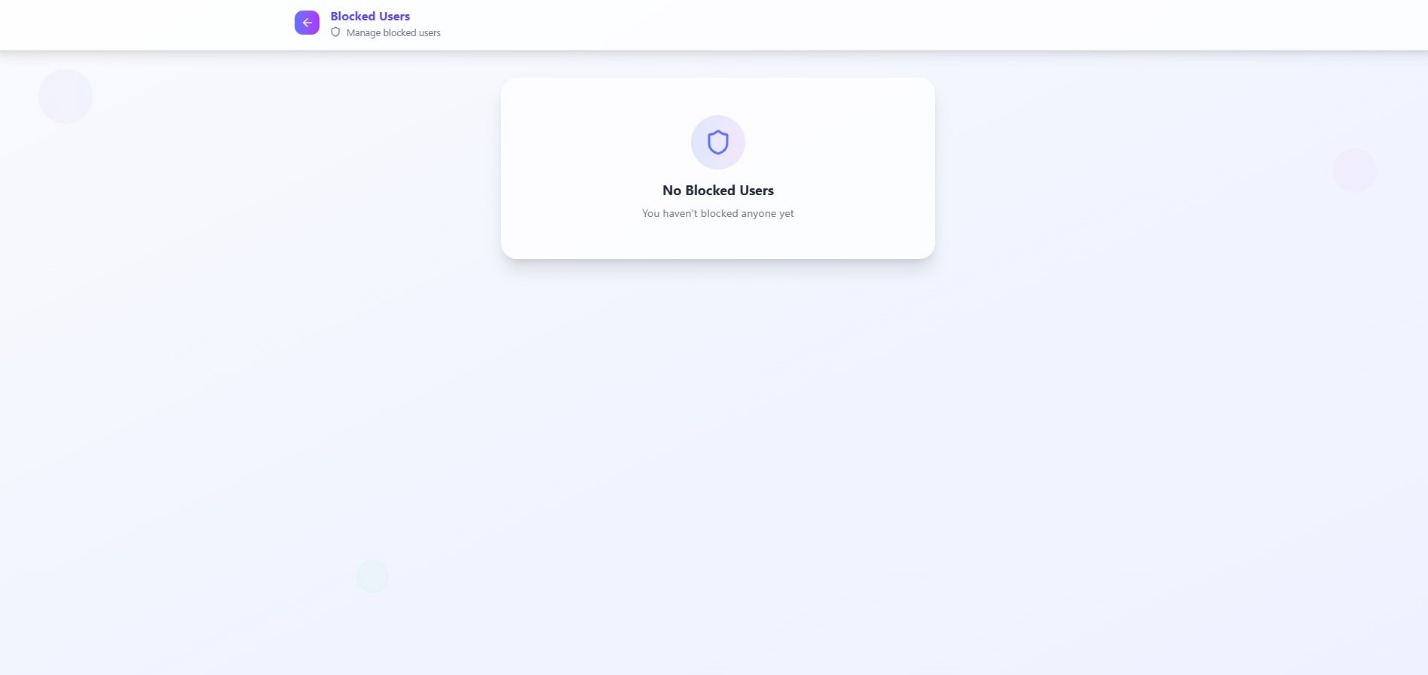 Blocked Users
Manage blocked users
No Blocked Users
You haven't blocked anyone yet